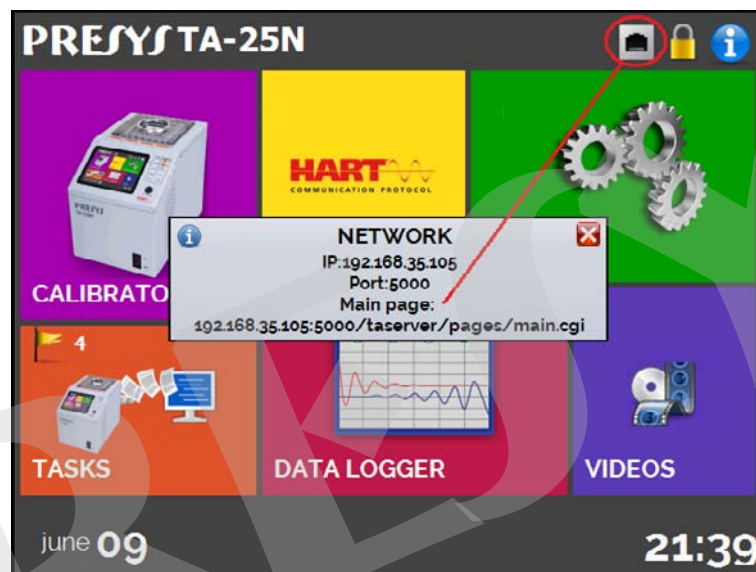 PRESYS TA-25N
HART
COMMUNICATION PROTOCOL
NETWORK
IP:192.168.35.105
Port:5000
Main page:
192.168.35.105:5000/taserver/pages/main.cgi
CALIBRATO
4
TASKS
DATA LOGGER
VIDEOS
june 09
21:39